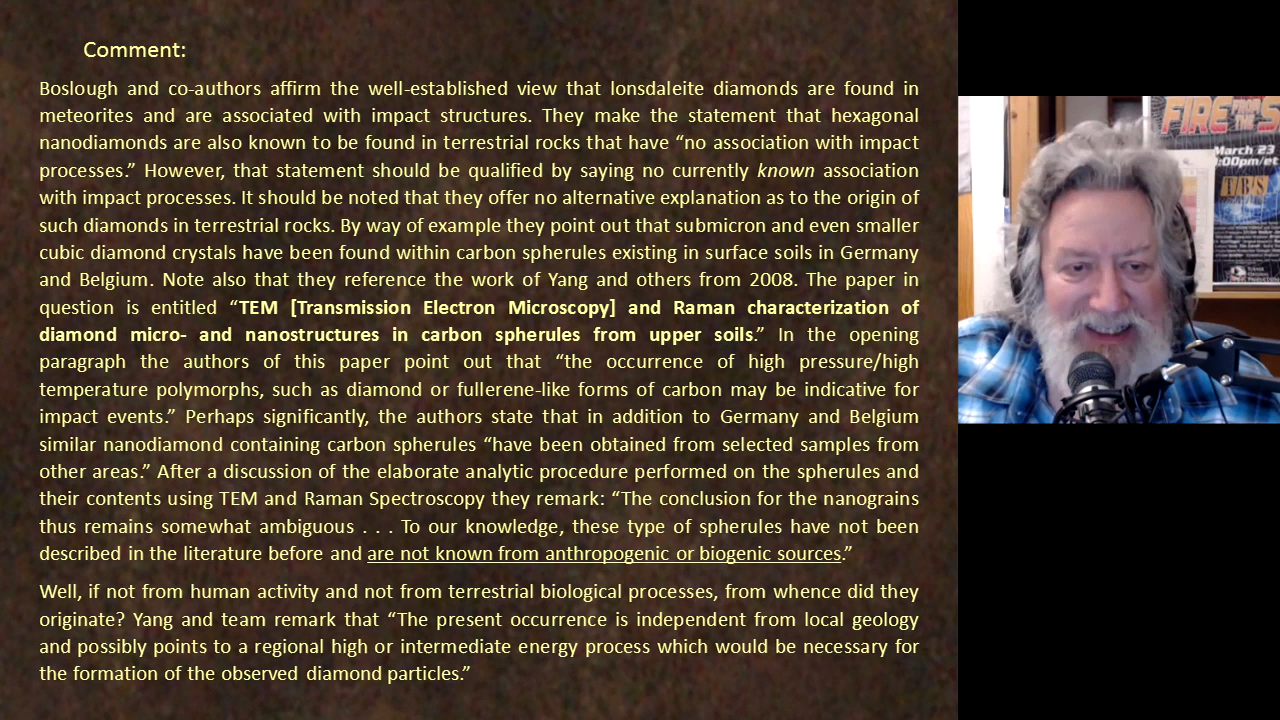 Comment:
Boslough and co-authors affirm the well-established view that lonsdaleite diamonds are found in
meteorites and are associated with impact structures. They make the statement that hexagonal
nanodiamonds are also known to be found in terrestrial rocks that have “no association with impact
processes.” However, that statement should be qualified by saying no currently known association
with impact processes. It should be noted that they offer no alternative explanation as to the origin of
such diamonds in terrestrial rocks. By way of example they point out that submicron and even smaller
cubic diamond crystals have been found within carbon spherules existing in surface soils in Germany
and Belgium. Note also that they reference the work of Yang and others from 2008. The paper in
question is entitled “TEM [Transmission Electron Microscopy] and Raman characterization of
diamond micro- and nanostructures in carbon spherules from upper soils.” In the opening
paragraph the authors of this paper point out that “the occurrence of high pressure/high
temperature polymorphs, such as diamond or fullerene-like forms of carbon may be indicative for
impact events.” Perhaps significantly, the authors state that in addition to Germany and Belgium
similar nanodiamond containing carbon spherules “have been obtained from selected samples from
other areas.” After a discussion of the elaborate analytic procedure performed on the spherules and
their contents using TEM and Raman Spectroscopy they remark: “The conclusion for the nanograins
thus remains somewhat ambiguous . . . To our knowledge, these type of spherules have not been
described in the literature before and are not known from anthropogenic or biogenic sources.”
Well, if not from human activity and not from terrestrial biological processes, from whence did they
originate? Yang and team remark that “The present occurrence is independent from local geology
and possibly points to a regional high or intermediate energy process which would be necessary for
the formation of the observed diamond particles.”
FIRE FROM THE S
March 23
:00pm/et
TBS